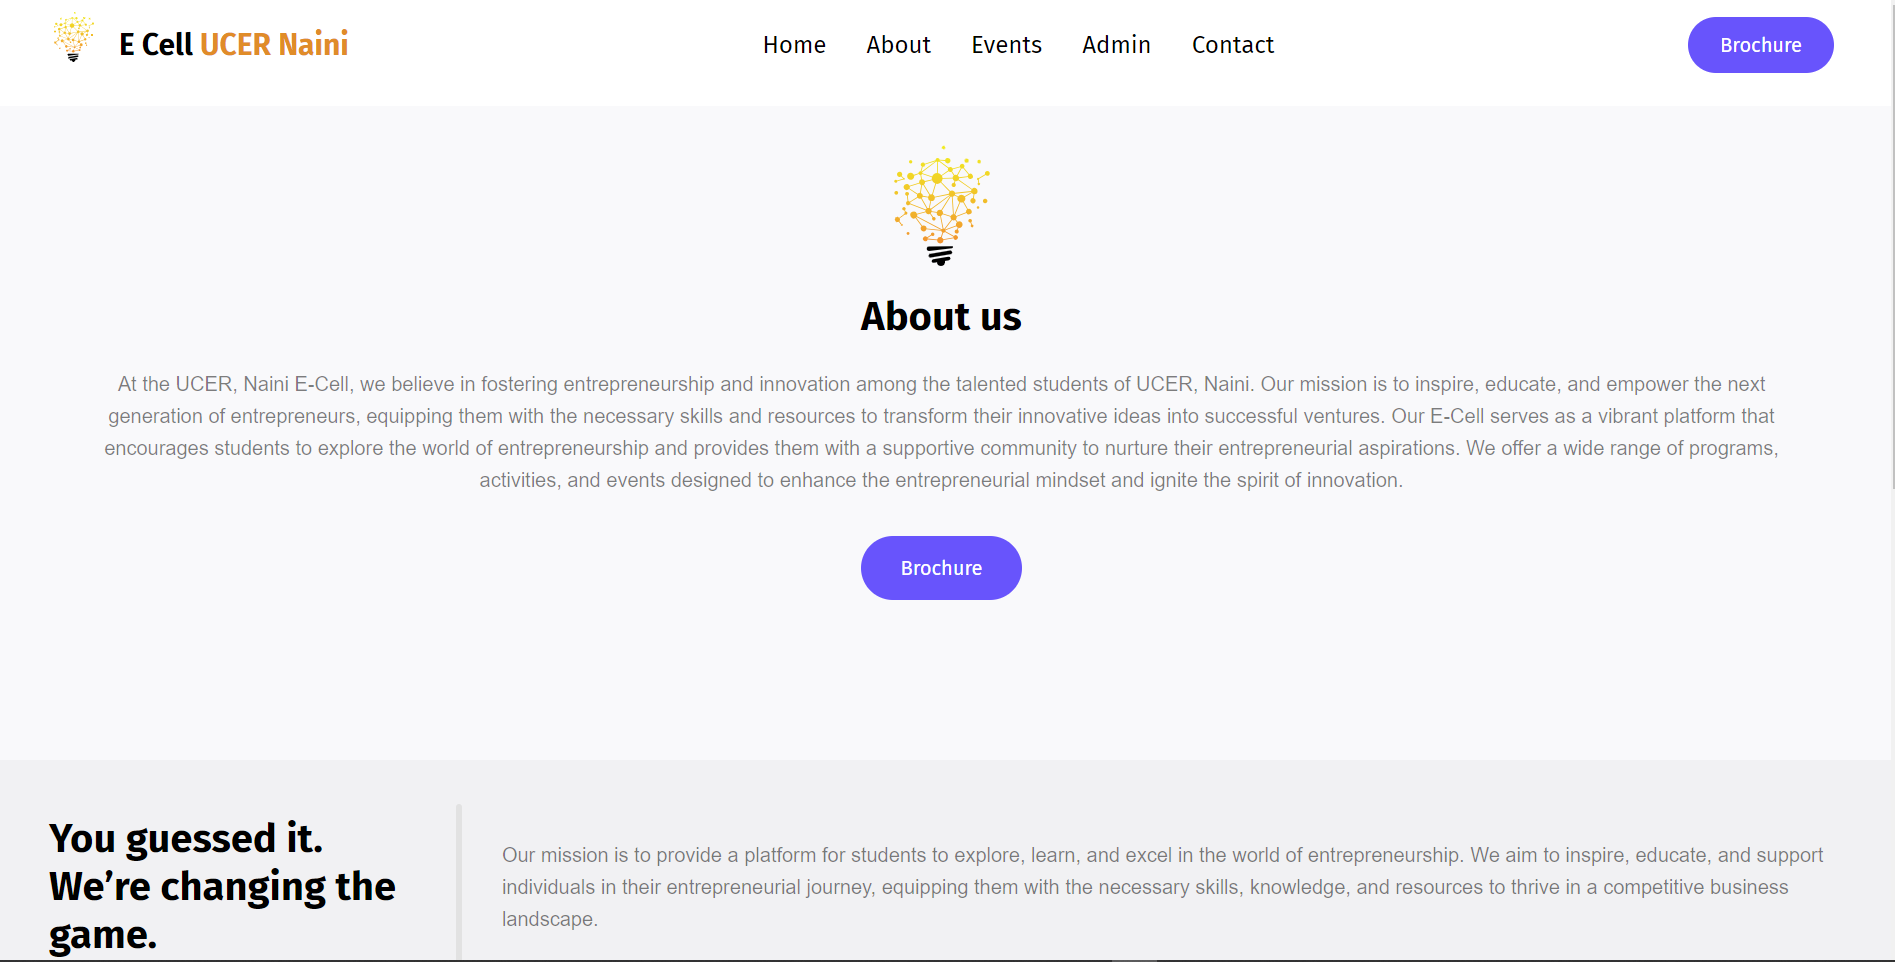 E Cell UCER Naini
Home About Events Admin Contact
Brochure
About us
At the UCER, Naini E-Cell, we believe in fostering entrepreneurship and innovation among the talented students of UCER, Naini. Our mission is to inspire, educate, and empower the next
generation of entrepreneurs, equipping them with the necessary skills and resources to transform their innovative ideas into successful ventures. Our E-Cell serves as a vibrant platform that
encourages students to explore the world of entrepreneurship and provides them with a supportive community to nurture their entrepreneurial aspirations. We offer a wide range of programs,
activities, and events designed to enhance the entrepreneurial mindset and ignite the spirit of innovation.
Brochure
You guessed it.
We’re changing the
game.
Our mission is to provide a platform for students to explore, learn, and excel in the world of entrepreneurship. We aim to inspire, educate, and support
individuals in their entrepreneurial journey, equipping them with the necessary skills, knowledge, and resources to thrive in a competitive business
landscape.